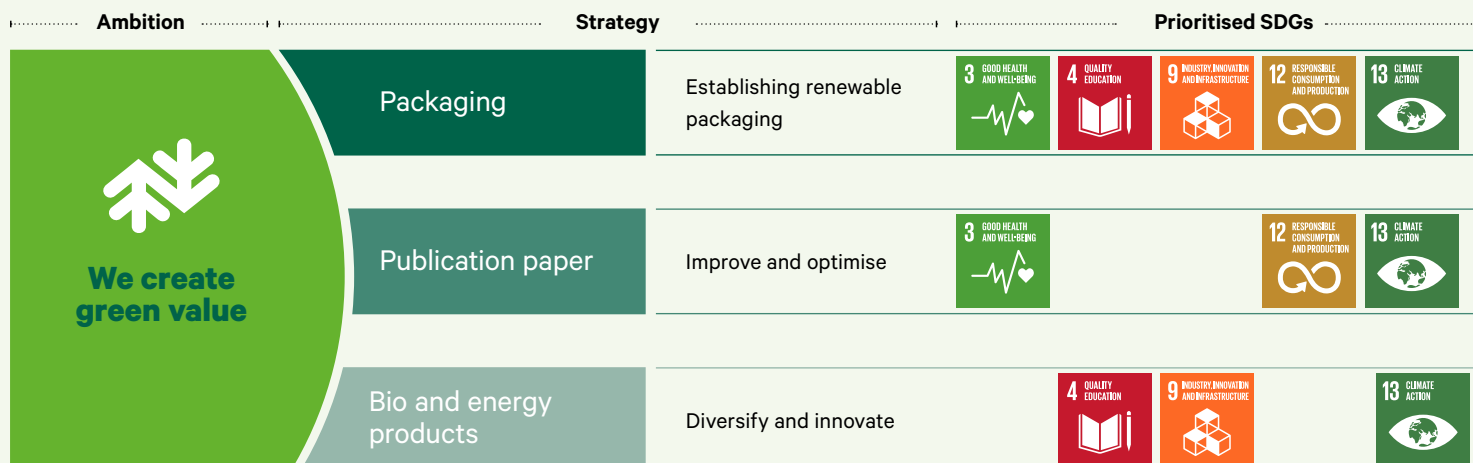 Ambition
Strategy
Prioritised SDGs
We create
green value
Packaging
Establishing renewable
packaging
3 GOOD HEALTH
AND WELL-BEING
4 QUALITY
EDUCATION
9 INDUSTRY, INNOVATION
AND INFRASTRUCTURE
12 RESPONSIBLE
CONSUMPTION
AND PRODUCTION
13 CLIMATE
ACTION
Publication paper
Improve and optimise
3 GOOD HEALTH
AND WELL-BEING
12 RESPONSIBLE
CONSUMPTION
AND PRODUCTION
13 CLIMATE
ACTION
Bio and energy
products
Diversify and innovate
4 QUALITY
EDUCATION
9 INDUSTRY, INNOVATION
AND INFRASTRUCTURE
13 CLIMATE
ACTION